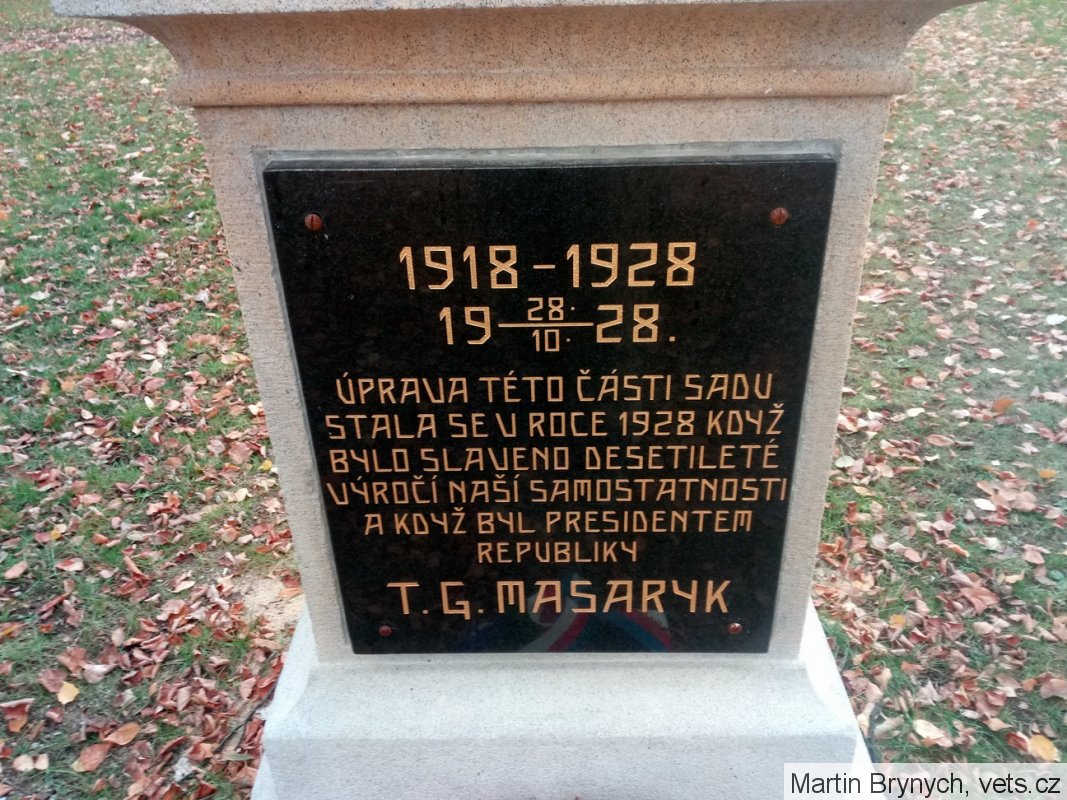 1918 – 1928
19 28./10. 28.
ÚPRAVA TÉTO ČÁSTI SADU
STALA SE V ROCE 1928 KDYŽ
BYLO SLAVENO DESETILETÉ
VÝROČÍ NAŠÍ SAMOSTATNOSTI
A KDYŽ BYL PRESIDENTEM
REPUBLIKY
T. G. MASARYK
Martin Brynych, vets.cz